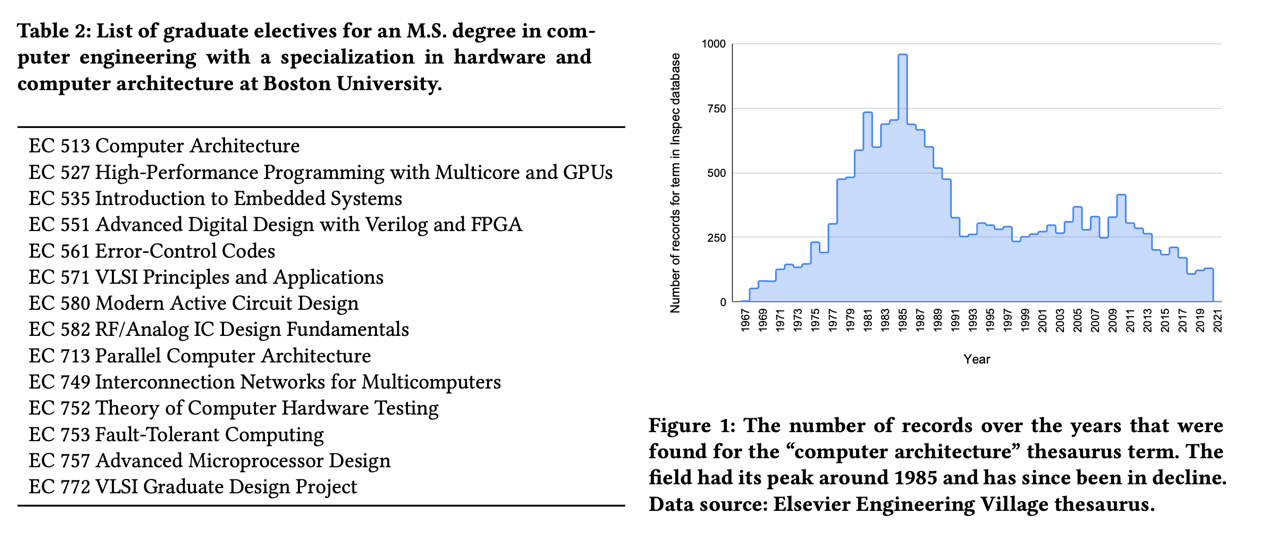 Table 2: List of graduate electives for an M.S. degree in com-
puter engineering with a specialization in hardware and
computer architecture at Boston University.
EC 513 Computer Architecture
EC 527 High-Performance Programming with Multicore and GPUs
EC 535 Introduction to Embedded Systems
EC 551 Advanced Digital Design with Verilog and FPGA
EC 561 Error-Control Codes
EC 571 VLSI Principles and Applications
EC 580 Modern Active Circuit Design
EC 582 RF/Analog IC Design Fundamentals
EC 713 Parallel Computer Architecture
EC 749 Interconnection Networks for Multicomputers
EC 752 Theory of Computer Hardware Testing
EC 753 Fault-Tolerant Computing
EC 757 Advanced Microprocessor Design
EC 772 VLSI Graduate Design Project
Number of records for term in Inspec database
1000
750
500
250
0
1967
1969
1971
1973
1975
1977
1979
1981
1983
1985
1987
1989
1991
1993
1995
1997
1999
2001
2003
2005
2007
2009
2011
2013
2015
2017
2019
2021
Year
Figure 1: The number of records over the years that were
found for the “computer architecture” thesaurus term. The
field had its peak around 1985 and has since been in decline.
Data source: Elsevier Engineering Village thesaurus.